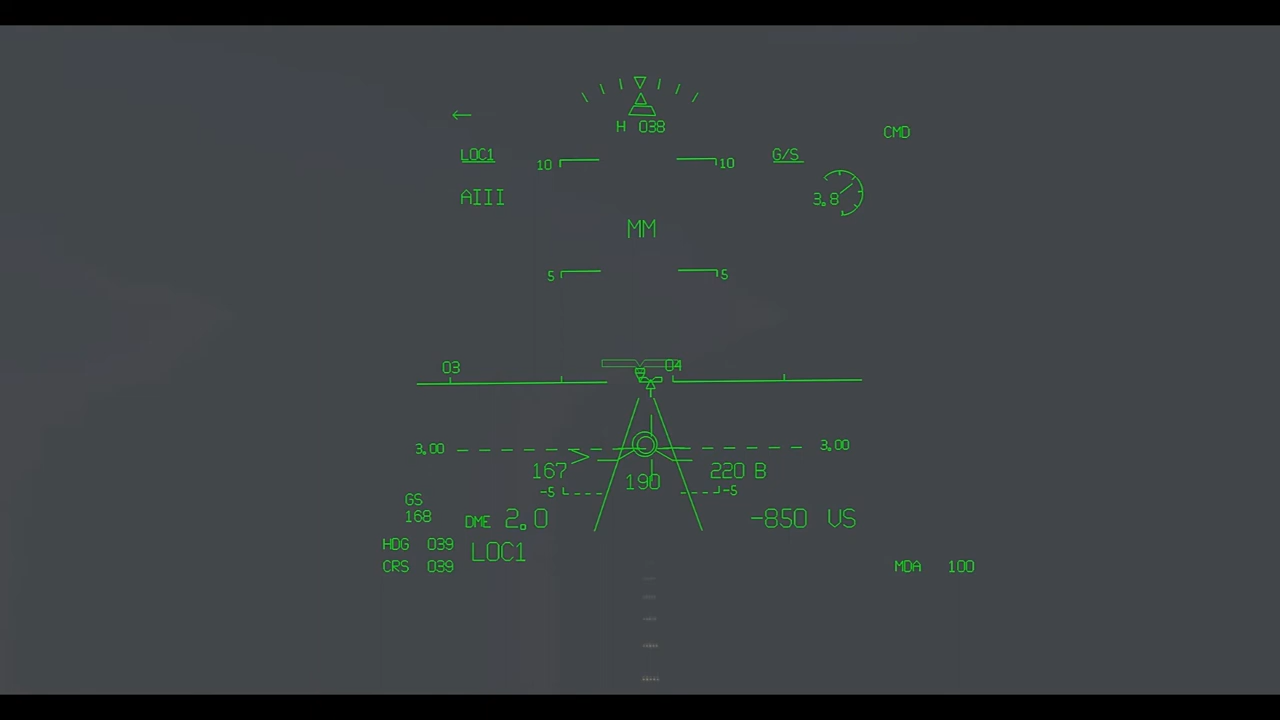 H 038
CMD
LOC1
G/S
10
10
AIII
3.8
MM
5
5
03
04
3.00
3.00
167
190
220 B
-5
-5
GS
168
DME 2.0
-850 VS
HDG 039
LOC1
CRS 039
MDA 100